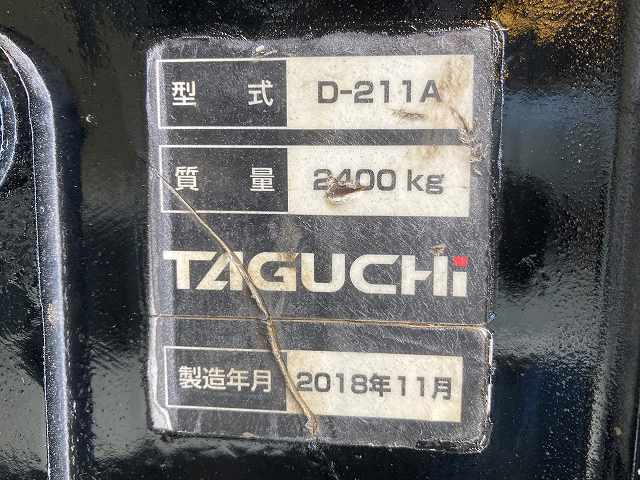 型 式 D-211A
質 量 2400 kg
TAGUCHi
製造年月 2018年11月